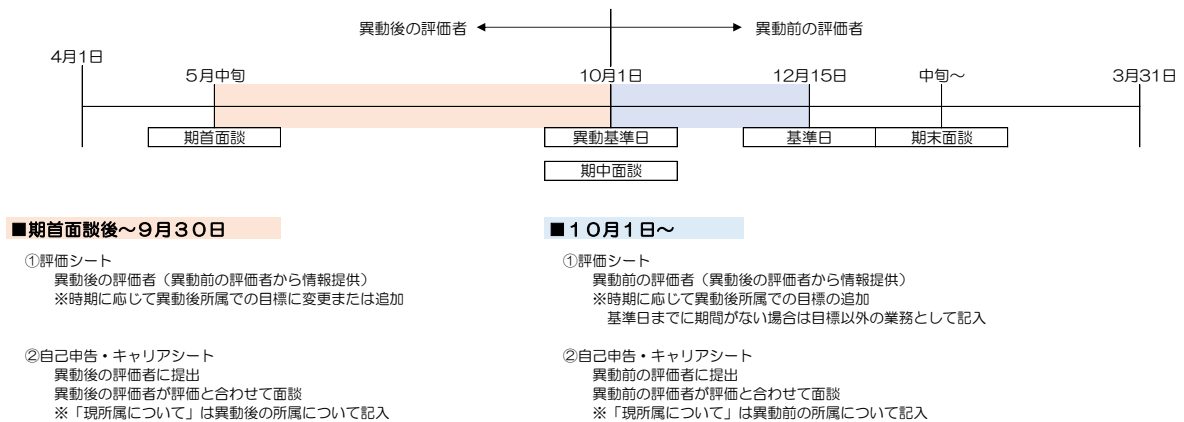 異動後の評価者 異動前の評価者
4月1日 5月中旬 10月1日 12月15日 中旬～ 3月31日
期首面談 異動基準日 基準日 期末面談
期中面談
■期首面談後～9月30日
①評価シート
異動後の評価者（異動前の評価者から情報提供）
※時期に応じて異動後所属での目標に変更または追加
②自己申告・キャリアシート
異動後の評価者に提出
異動後の評価者が評価と合わせて面談
※「現所属について」は異動後の所属について記入
■10月1日～
①評価シート
異動前の評価者（異動後の評価者から情報提供）
※時期に応じて異動後所属での目標の追加
基準日までに期間がない場合は目標以外の業務として記入
②自己申告・キャリアシート
異動前の評価者に提出
異動前の評価者が評価と合わせて面談
※「現所属について」は異動前の所属について記入